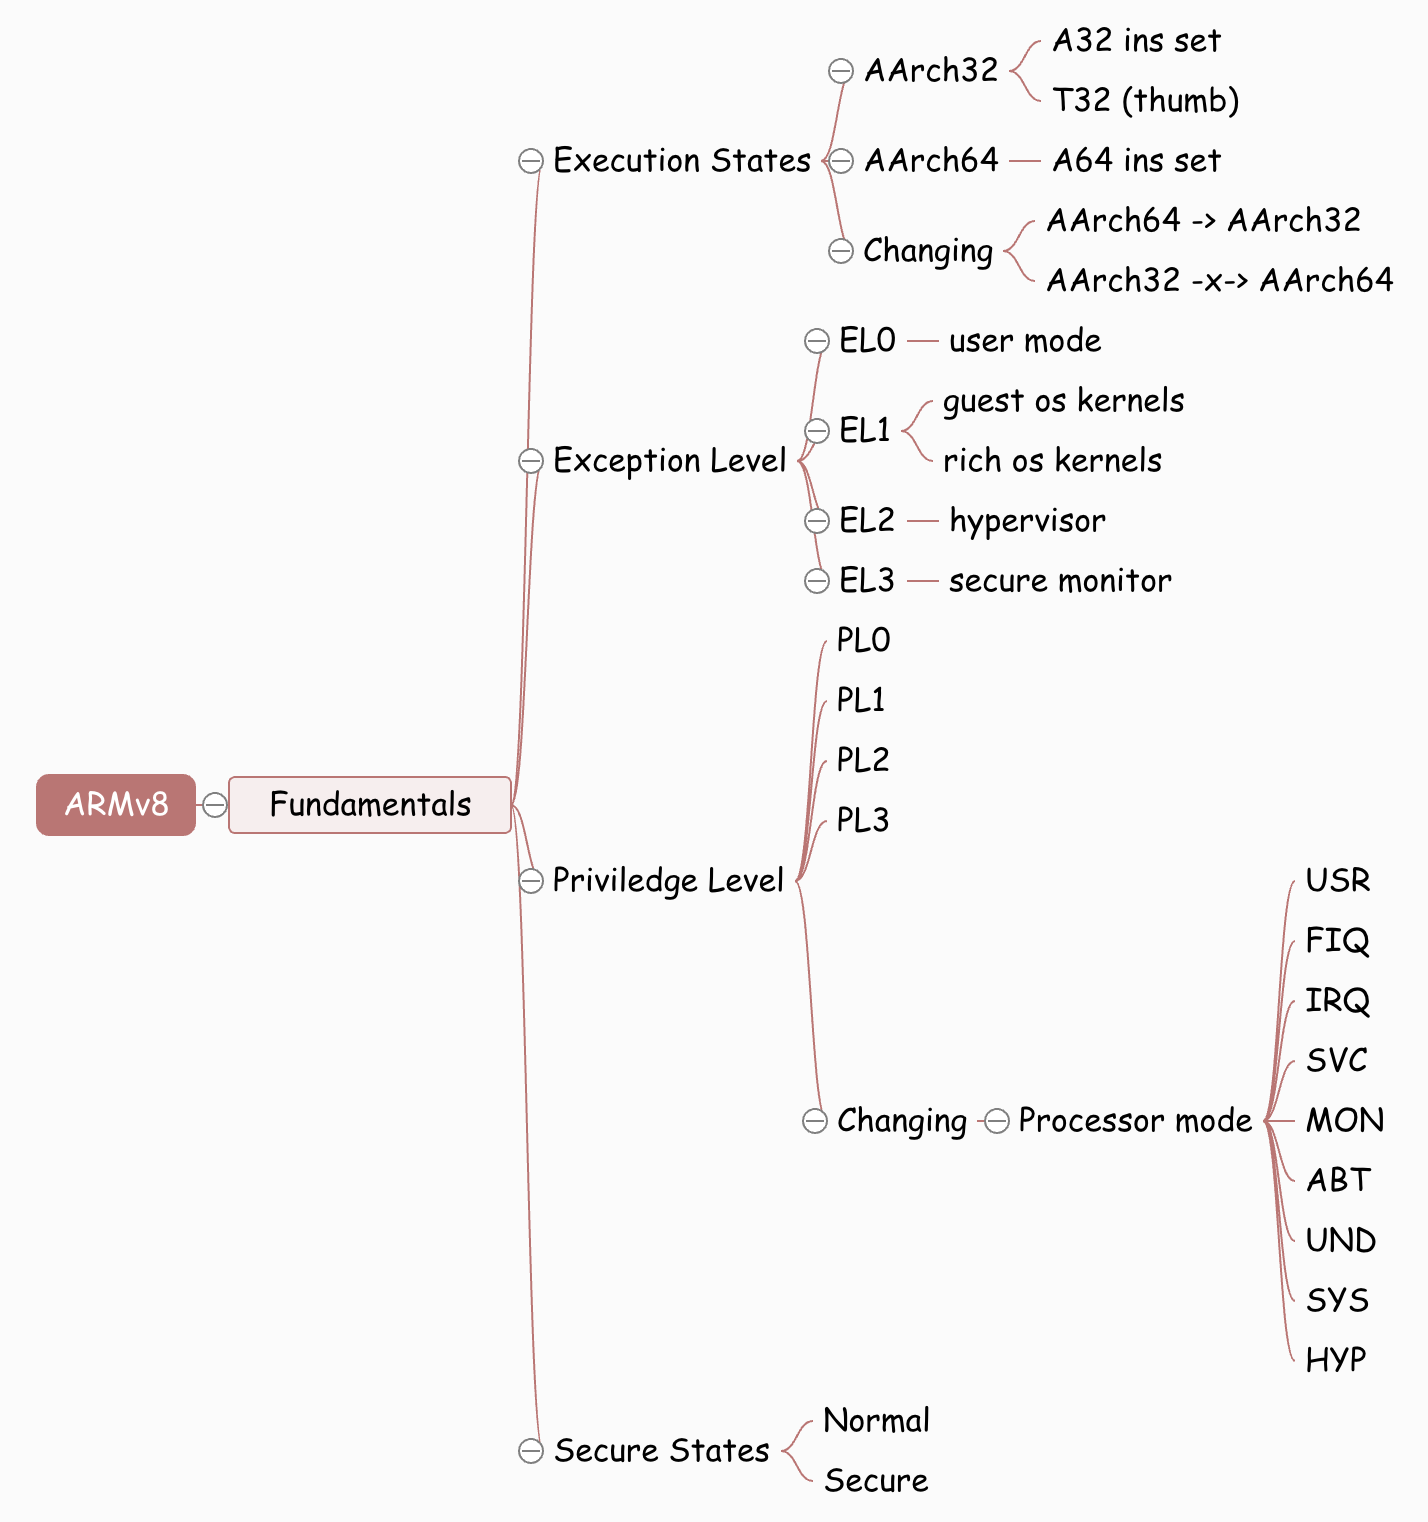 ARMv8
Fundamentals
Execution States
AArch32
A32 ins set
T32 (thumb)
AArch64
A64 ins set
Changing
AArch64 -> AArch32
AArch32 -x-> AArch64
Exception Level
EL0
user mode
EL1
guest os kernels
rich os kernels
EL2
hypervisor
EL3
secure monitor
Priviledge Level
PL0
PL1
PL2
PL3
Changing
Processor mode
USR
FIQ
IRQ
SVC
MON
ABT
UND
SYS
HYP
Secure States
Normal
Secure